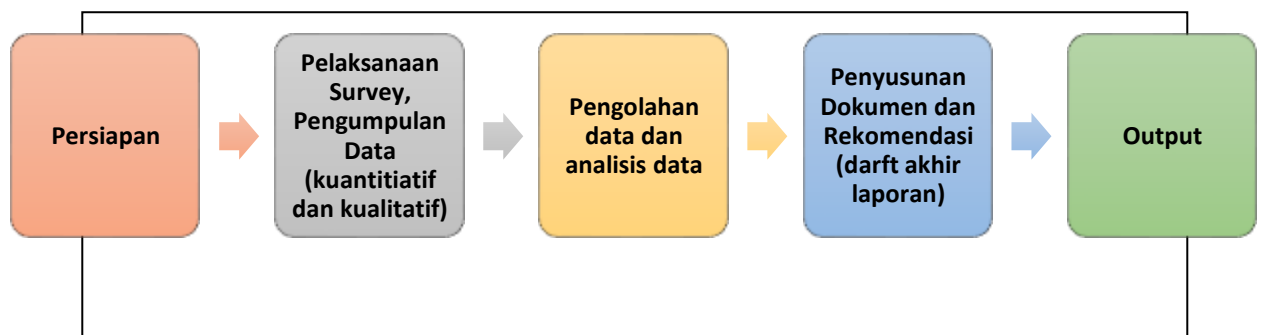 Persiapan
Pelaksanaan
Survey,
Pengumpulan
Data
(kuantitiatif
dan kualitatif)
Pengolahan
data dan
analisis data
Penyusunan
Dokumen dan
Rekomendasi
(darft akhir
laporan)
Output